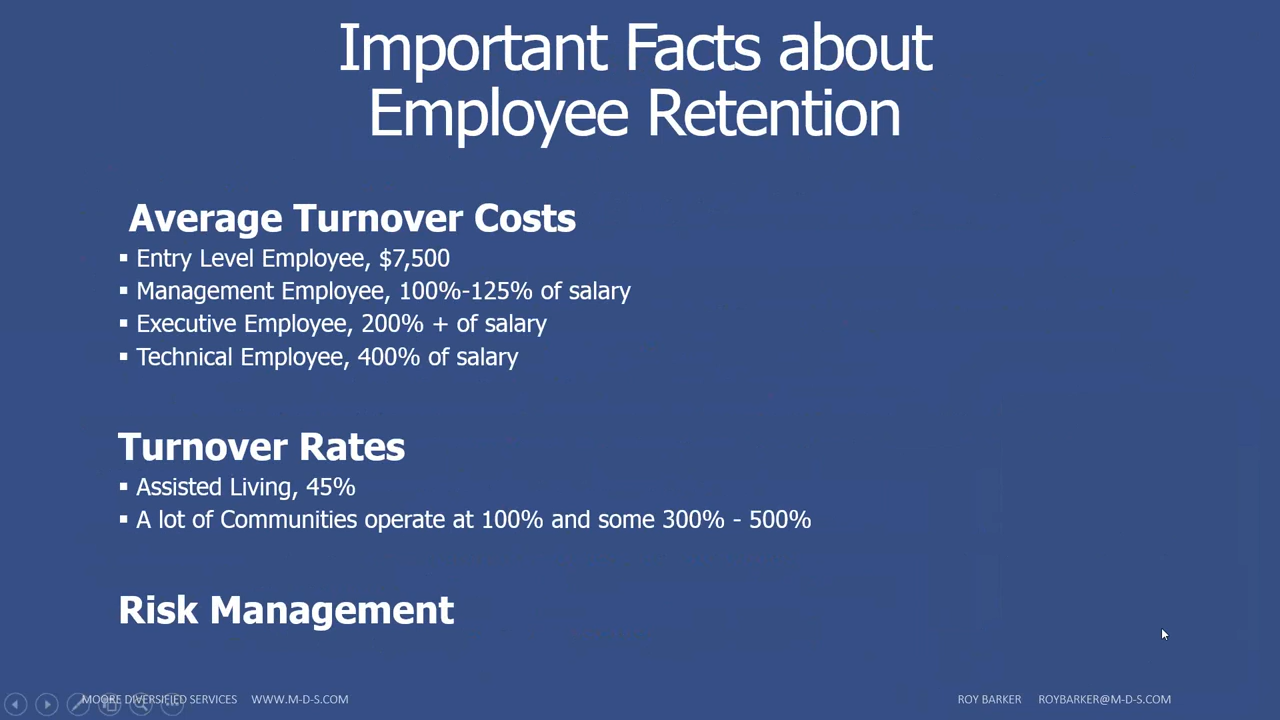 Important Facts about
Employee Retention
Average Turnover Costs
▪ Entry Level Employee, $7,500
▪ Management Employee, 100%-125% of salary
▪ Executive Employee, 200% + of salary
▪ Technical Employee, 400% of salary
Turnover Rates
▪ Assisted Living, 45%
▪ A lot of Communities operate at 100% and some 300% - 500%
Risk Management
MOORE DIVERSIFIED SERVICES WWW.M-D-S.COM
ROY BARKER ROYBARKER@M-D-S.COM